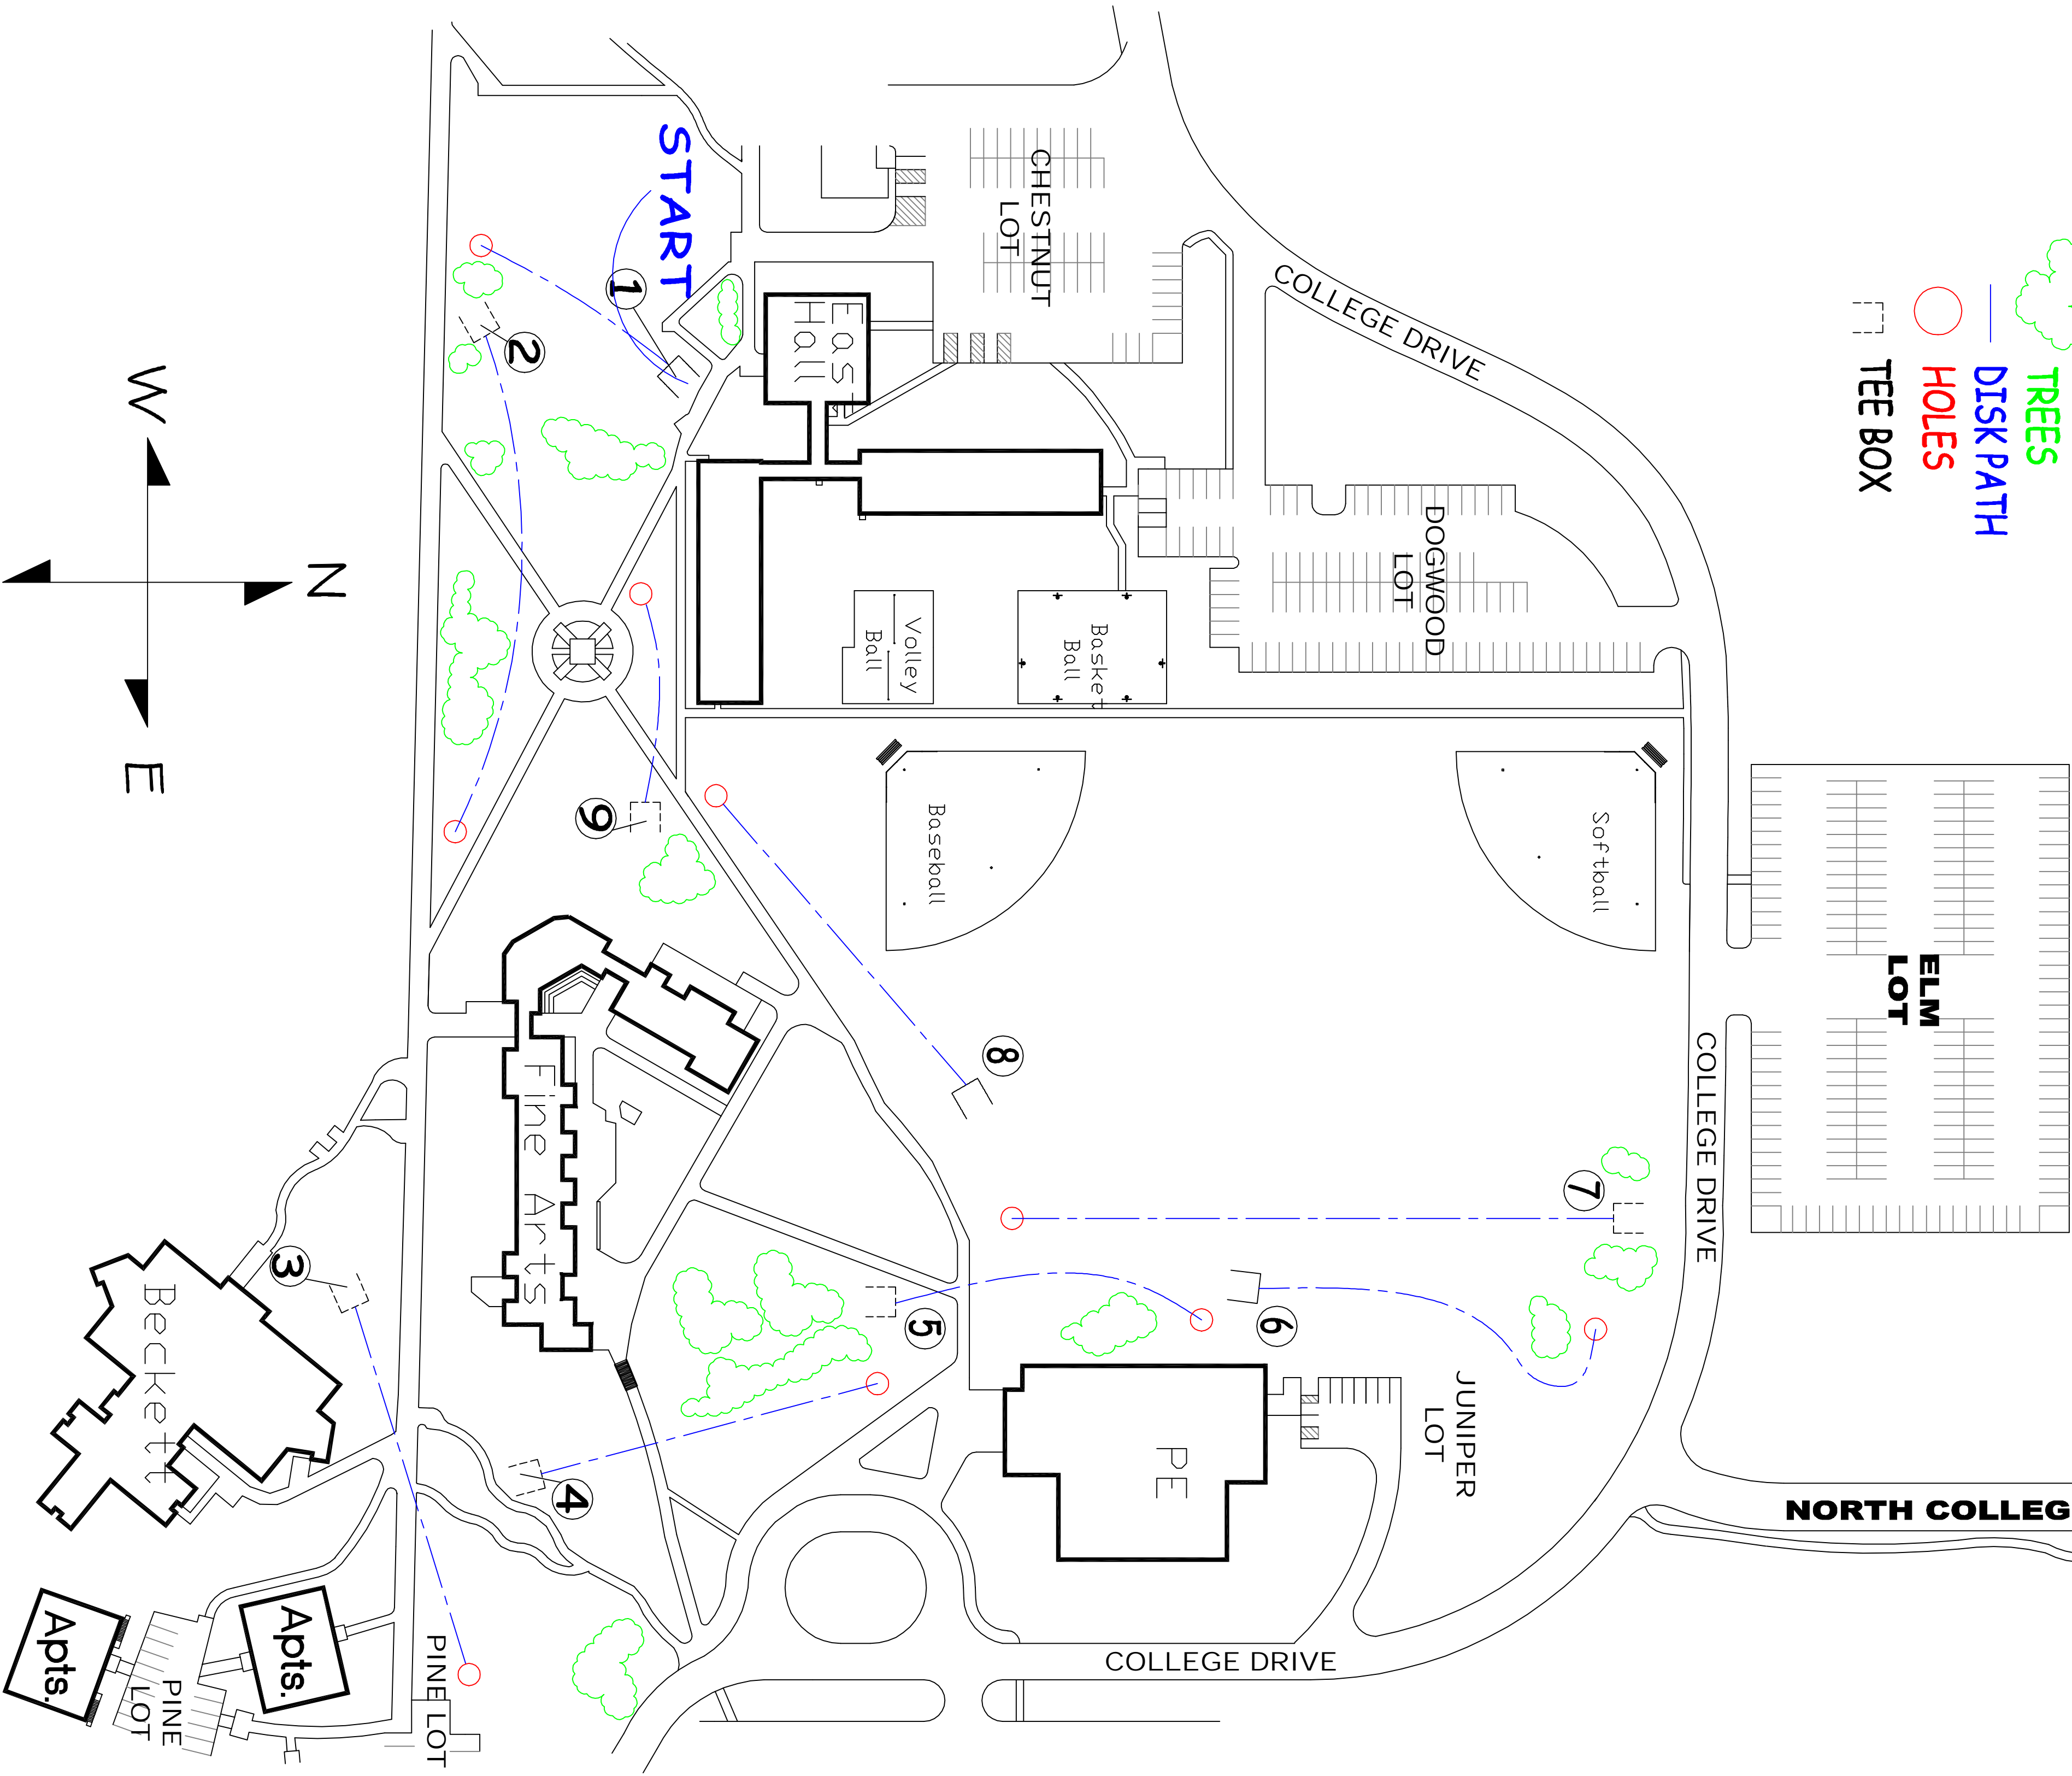 TREES
DISK PATH
HOLES
TEE BOX
START
1
2
3
4
5
6
7
8
9
W
N
E
CHESTNUT
LOT
East
Hall
COLLEGE DRIVE
DOGWOOD
LOT
Volley
Ball
Basket
Ball
Baseball
Softball
ELM
LOT
COLLEGE DRIVE
Fine Arts
Beckett
PE
JUNIPER
LOT
NORTH COLLEG
COLLEGE DRIVE
Apts.
Apts.
PINE
LOT
PINE LOT